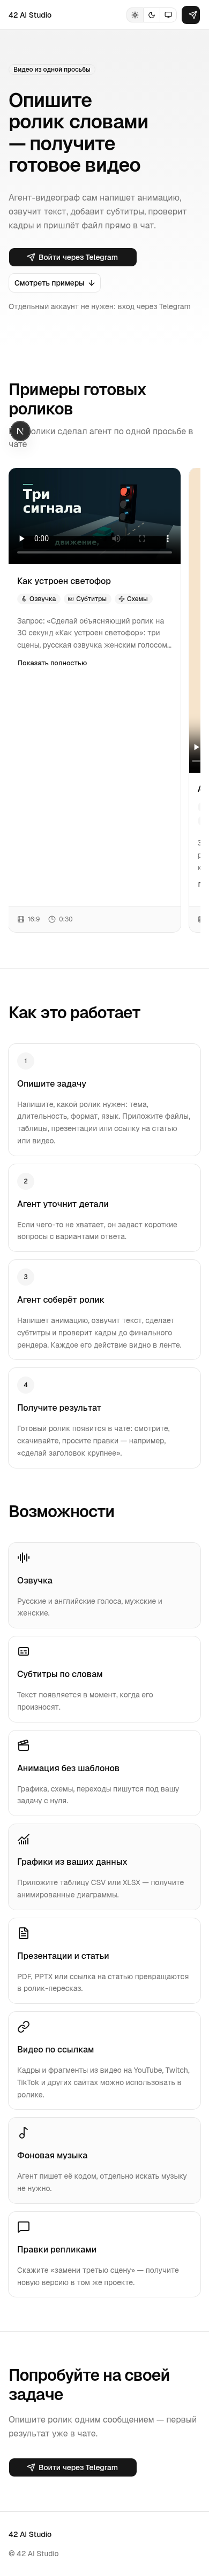 42 AI Studio
Видео из одной просьбы
Опишите
ролик словами
— получите
готовое видео
Агент-видеограф сам напишет анимацию,
озвучит текст, добавит субтитры, проверит
кадры и пришлёт файл прямо в чат.
Войти через Telegram
Смотреть примеры
Отдельный аккаунт не нужен: вход через Telegram
Примеры готовых
роликов
ролики сделал агент по одной просьбе в
чате
Три
сигнала
движение,
0:00
Как устроен светофор
Озвучка Субтитры Схемы
Запрос: «Сделай объясняющий ролик на
30 секунд «Как устроен светофор»: три
сцены, русская озвучка женским голосом…
Показать полностью
16:9 0:30
Как это работает
1
Опишите задачу
Напишите, какой ролик нужен: тема,
длительность, формат, язык. Приложите файлы,
таблицы, презентации или ссылку на статью
или видео.
2
Агент уточнит детали
Если чего-то не хватает, он задаст короткие
вопросы с вариантами ответа.
3
Агент соберёт ролик
Напишет анимацию, озвучит текст, сделает
субтитры и проверит кадры до финального
рендера. Каждое его действие видно в ленте.
4
Получите результат
Готовый ролик появится в чате: смотрите,
скачивайте, просите правки — например,
«сделай заголовок крупнее».
Возможности
Озвучка
Русские и английские голоса, мужские и
женские.
Субтитры по словам
Текст появляется в момент, когда его
произносят.
Анимация без шаблонов
Графика, схемы, переходы пишутся под вашу
задачу с нуля.
Графики из ваших данных
Приложите таблицу CSV или XLSX — получите
анимированные диаграммы.
Презентации и статьи
PDF, PPTX или ссылка на статью превращаются
в ролик-пересказ.
Видео по ссылкам
Кадры и фрагменты из видео на YouTube, Twitch,
TikTok и других сайтах можно использовать в
ролике.
Фоновая музыка
Агент пишет её кодом, отдельно искать музыку
не нужно.
Правки репликами
Скажите «замени третью сцену» — получите
новую версию в том же проекте.
Попробуйте на своей
задаче
Опишите ролик одним сообщением — первый
результат уже в чате.
Войти через Telegram
42 AI Studio
© 42 AI Studio